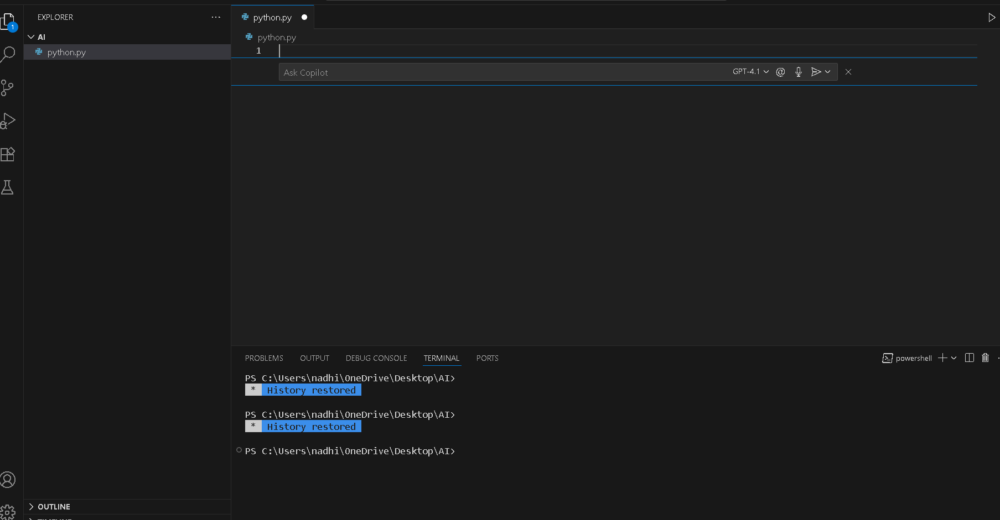 EXPLORER
1
AI
python.py
python.py
python.py
1
Ask Copilot
GPT-4.1
PROBLEMS OUTPUT DEBUG CONSOLE TERMINAL PORTS
powershell
PS C:\Users\nadhi\OneDrive\Desktop\AI>
* History restored
PS C:\Users\nadhi\OneDrive\Desktop\AI>
* History restored
PS C:\Users\nadhi\OneDrive\Desktop\AI>
OUTLINE